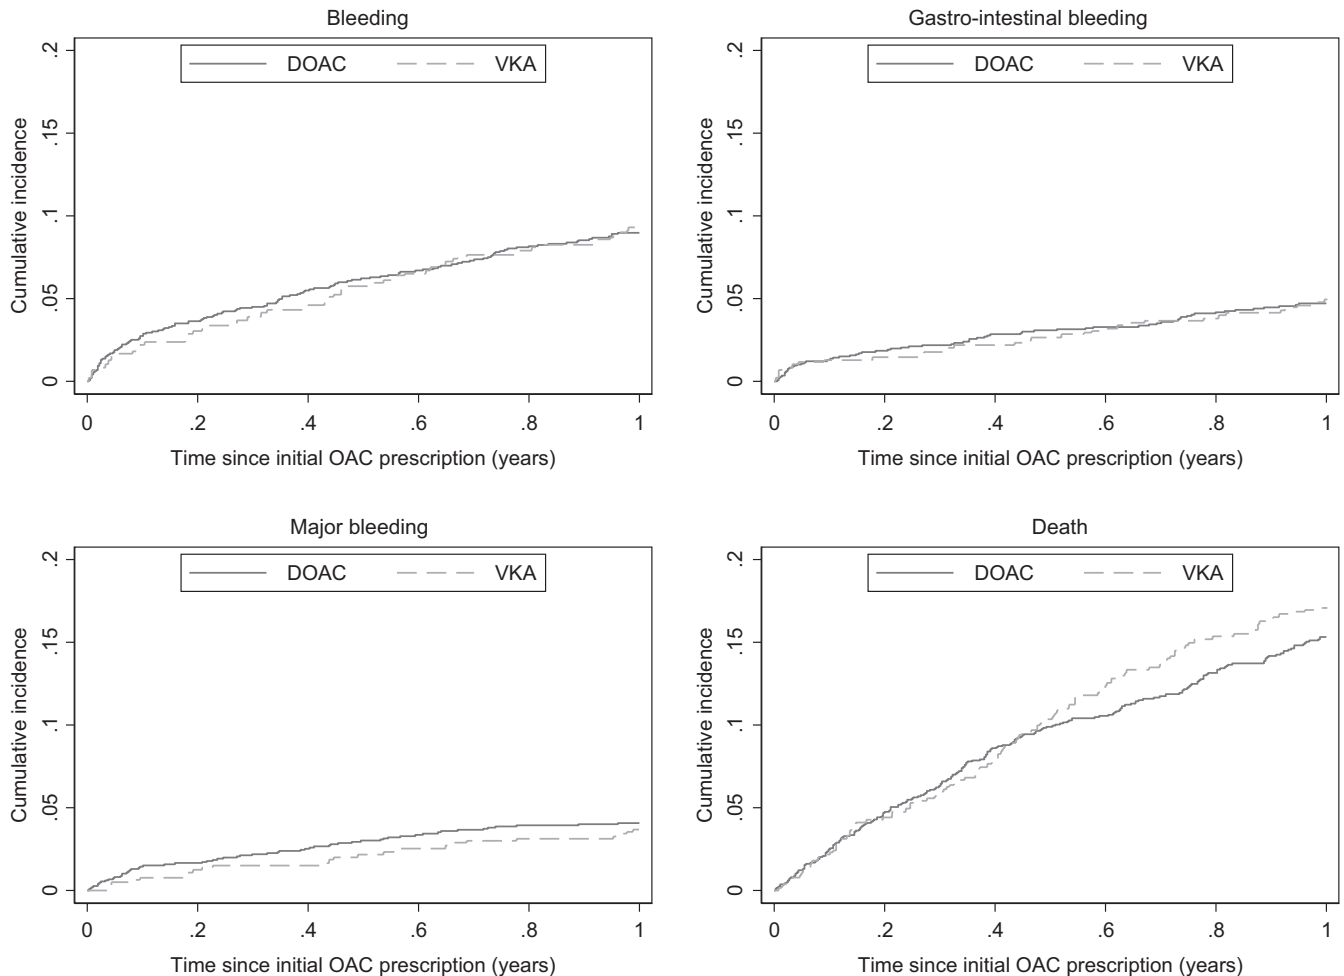 Bleeding
DOAC VKA
Cumulative incidence
.2
.15
.1
.05
0
0 .2 .4 .6 .8 1
Time since initial OAC prescription (years)
Gastro-intestinal bleeding
DOAC VKA
Cumulative incidence
.2
.15
.1
.05
0
0 .2 .4 .6 .8 1
Time since initial OAC prescription (years)
Major bleeding
DOAC VKA
Cumulative incidence
.2
.15
.1
.05
0
0 .2 .4 .6 .8 1
Time since initial OAC prescription (years)
Death
DOAC VKA
Cumulative incidence
.2
.15
.1
.05
0
0 .2 .4 .6 .8 1
Time since initial OAC prescription (years)